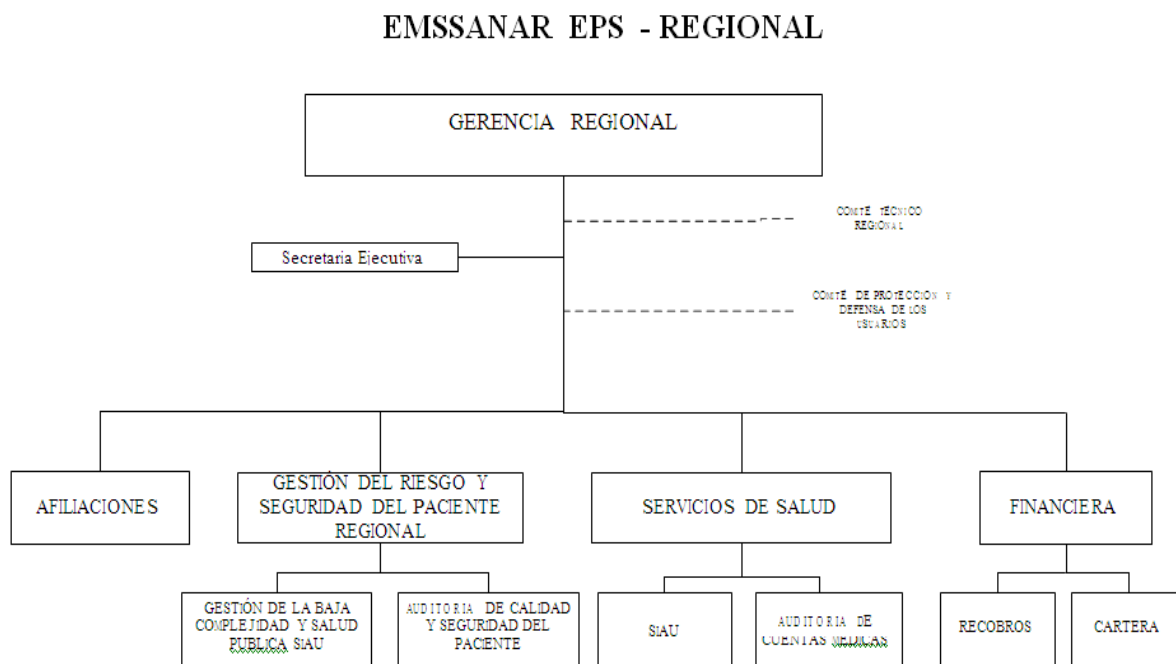 EMSSANAR EPS - REGIONAL
GERENCIA REGIONAL
COMITÉ TÉCNICO
REGIONAL
Secretaria Ejecutiva
COMITÉ DE PROTECCIÓN Y
DEFENSA DE LOS
USUARIOS
AFILIACIONES
GESTIÓN DEL RIESGO Y
SEGURIDAD DEL PACIENTE
REGIONAL
SERVICIOS DE SALUD
FINANCIERA
GESTIÓN DE LA BAJA
COMPLEJIDAD Y SALUD
PUBLICA SIAU
AUDITORIA DE CALIDAD
Y SEGURIDAD DEL
PACIENTE
SIAU
AUDITORIA DE
CUENTAS MEDICAS
RECOBROS
CARTERA